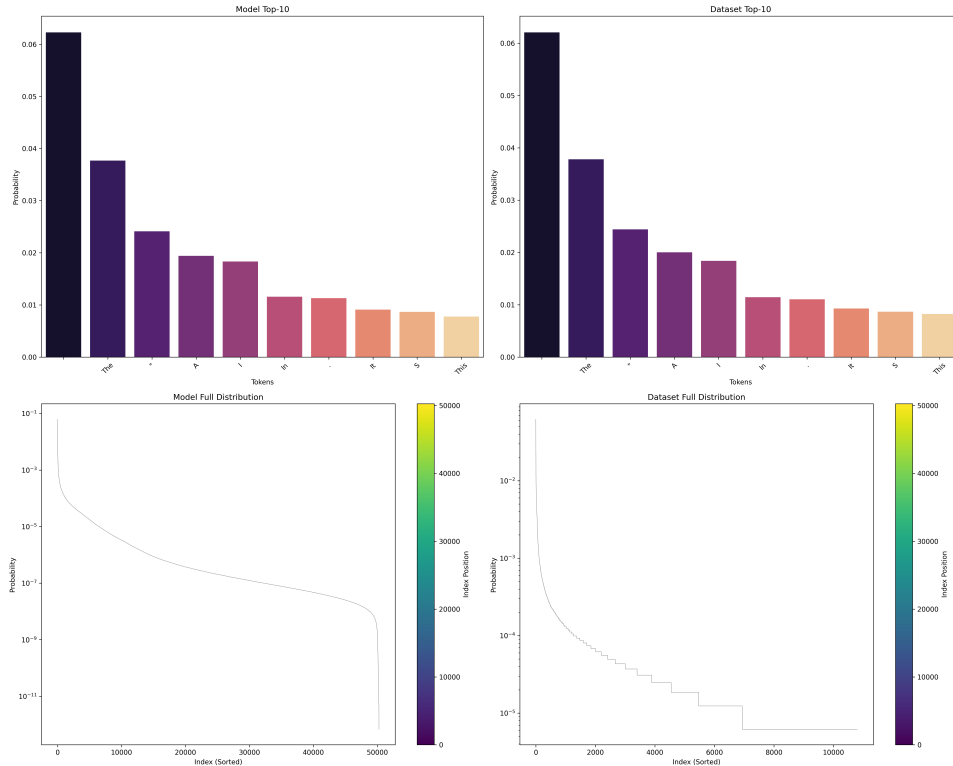 Model Top-10
Dataset Top-10
Probability
0.06
0.05
0.04
0.03
0.02
0.01
0.00
The
"
A
I
In
.
It
S
This
Tokens
Probability
0.06
0.05
0.04
0.03
0.02
0.01
0.00
The
"
A
I
In
.
It
S
This
Tokens
Model Full Distribution
Probability
10⁻¹
10⁻³
10⁻⁵
10⁻⁷
10⁻⁹
10⁻¹¹
0
10000
20000
30000
40000
50000
Index (Sorted)
50000
40000
30000
20000
10000
0
Index Position
Dataset Full Distribution
Probability
10⁻²
10⁻³
10⁻⁴
10⁻⁵
0
2000
4000
6000
8000
10000
Index (Sorted)
50000
40000
30000
20000
10000
0
Index Position